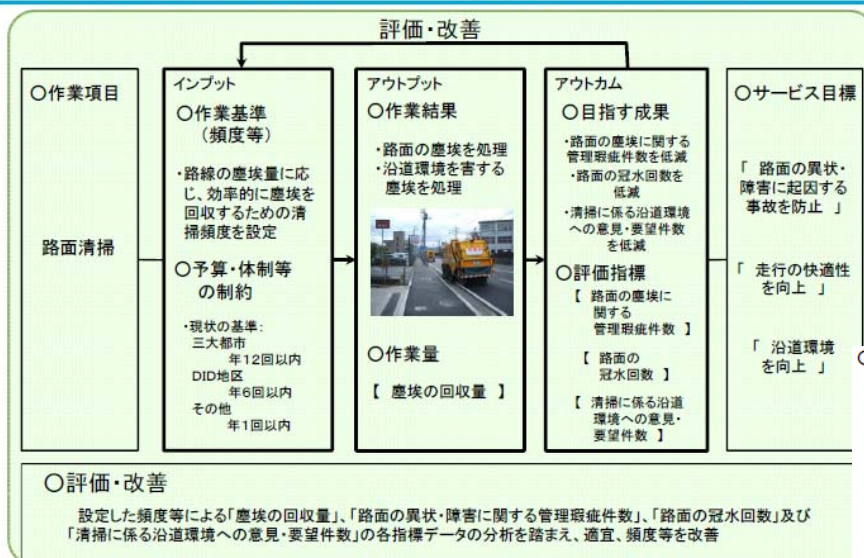 評価・改善
○作業項目
路面清掃
インプット
○作業基準
(頻度等)
・路線の塵埃量に応
じ、効率的に塵埃を
回収するための清
掃頻度を設定
○予算・体制等
の制約
・現状の基準:
三大都市
年12回以内
DID地区
年6回以内
その他
年1回以内
アウトプット
○作業結果
・路面の塵埃を処理
・沿道環境を害する
塵埃を処理
○作業量
【 塵埃の回収量 】
アウトカム
○目指す成果
・路面の塵埃に関する
管理瑕疵件数を低減
・路面の冠水回数を
低減
・清掃に係る沿道環境
への意見・要望件数
を低減
○評価指標
【 路面の塵埃に
関する
管理瑕疵件数 】
【 路面の
冠水回数 】
【 清掃に係る沿道
環境への意見・
要望件数 】
○サービス目標
「 路面の異状・
障害に起因する
事故を防止 」
「 走行の快適性
を向上 」
「 沿道環境
を向上 」
○評価・改善
設定した頻度等による「塵埃の回収量」、「路面の異状・障害に関する管理瑕疵件数」、「路面の冠水回数」及び
「清掃に係る沿道環境への意見・要望件数」の各指標データの分析を踏まえ、適宜、頻度等を改善